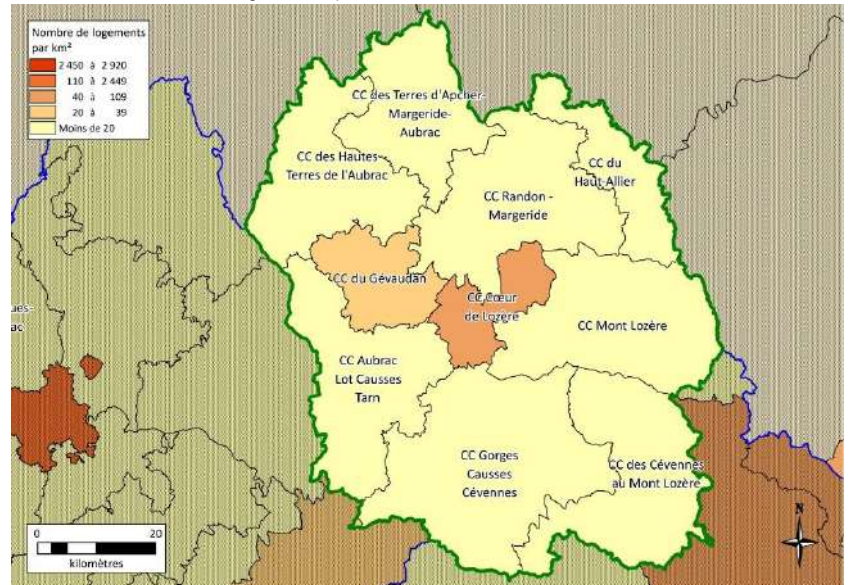 Nombre de logements
par km²
2 450 à 2 920
110 à 2 449
40 à 109
20 à 39
Moins de 20
CC des Terres d'Apcher-
Margeride-
Aubrac
CC des Hautes-
Terres de l'Aubrac
CC du
Haut-Allier
CC Randon -
Margeride
CC du Gévaudan
CC Cœur
de Lozère
CC Mont Lozère
ues-
ac
CC Aubrac
Lot Causses
Tarn
CC Gorges
Causses
Cévennes
CC des Cévennes
au Mont Lozère
N
0 20
kilomètres